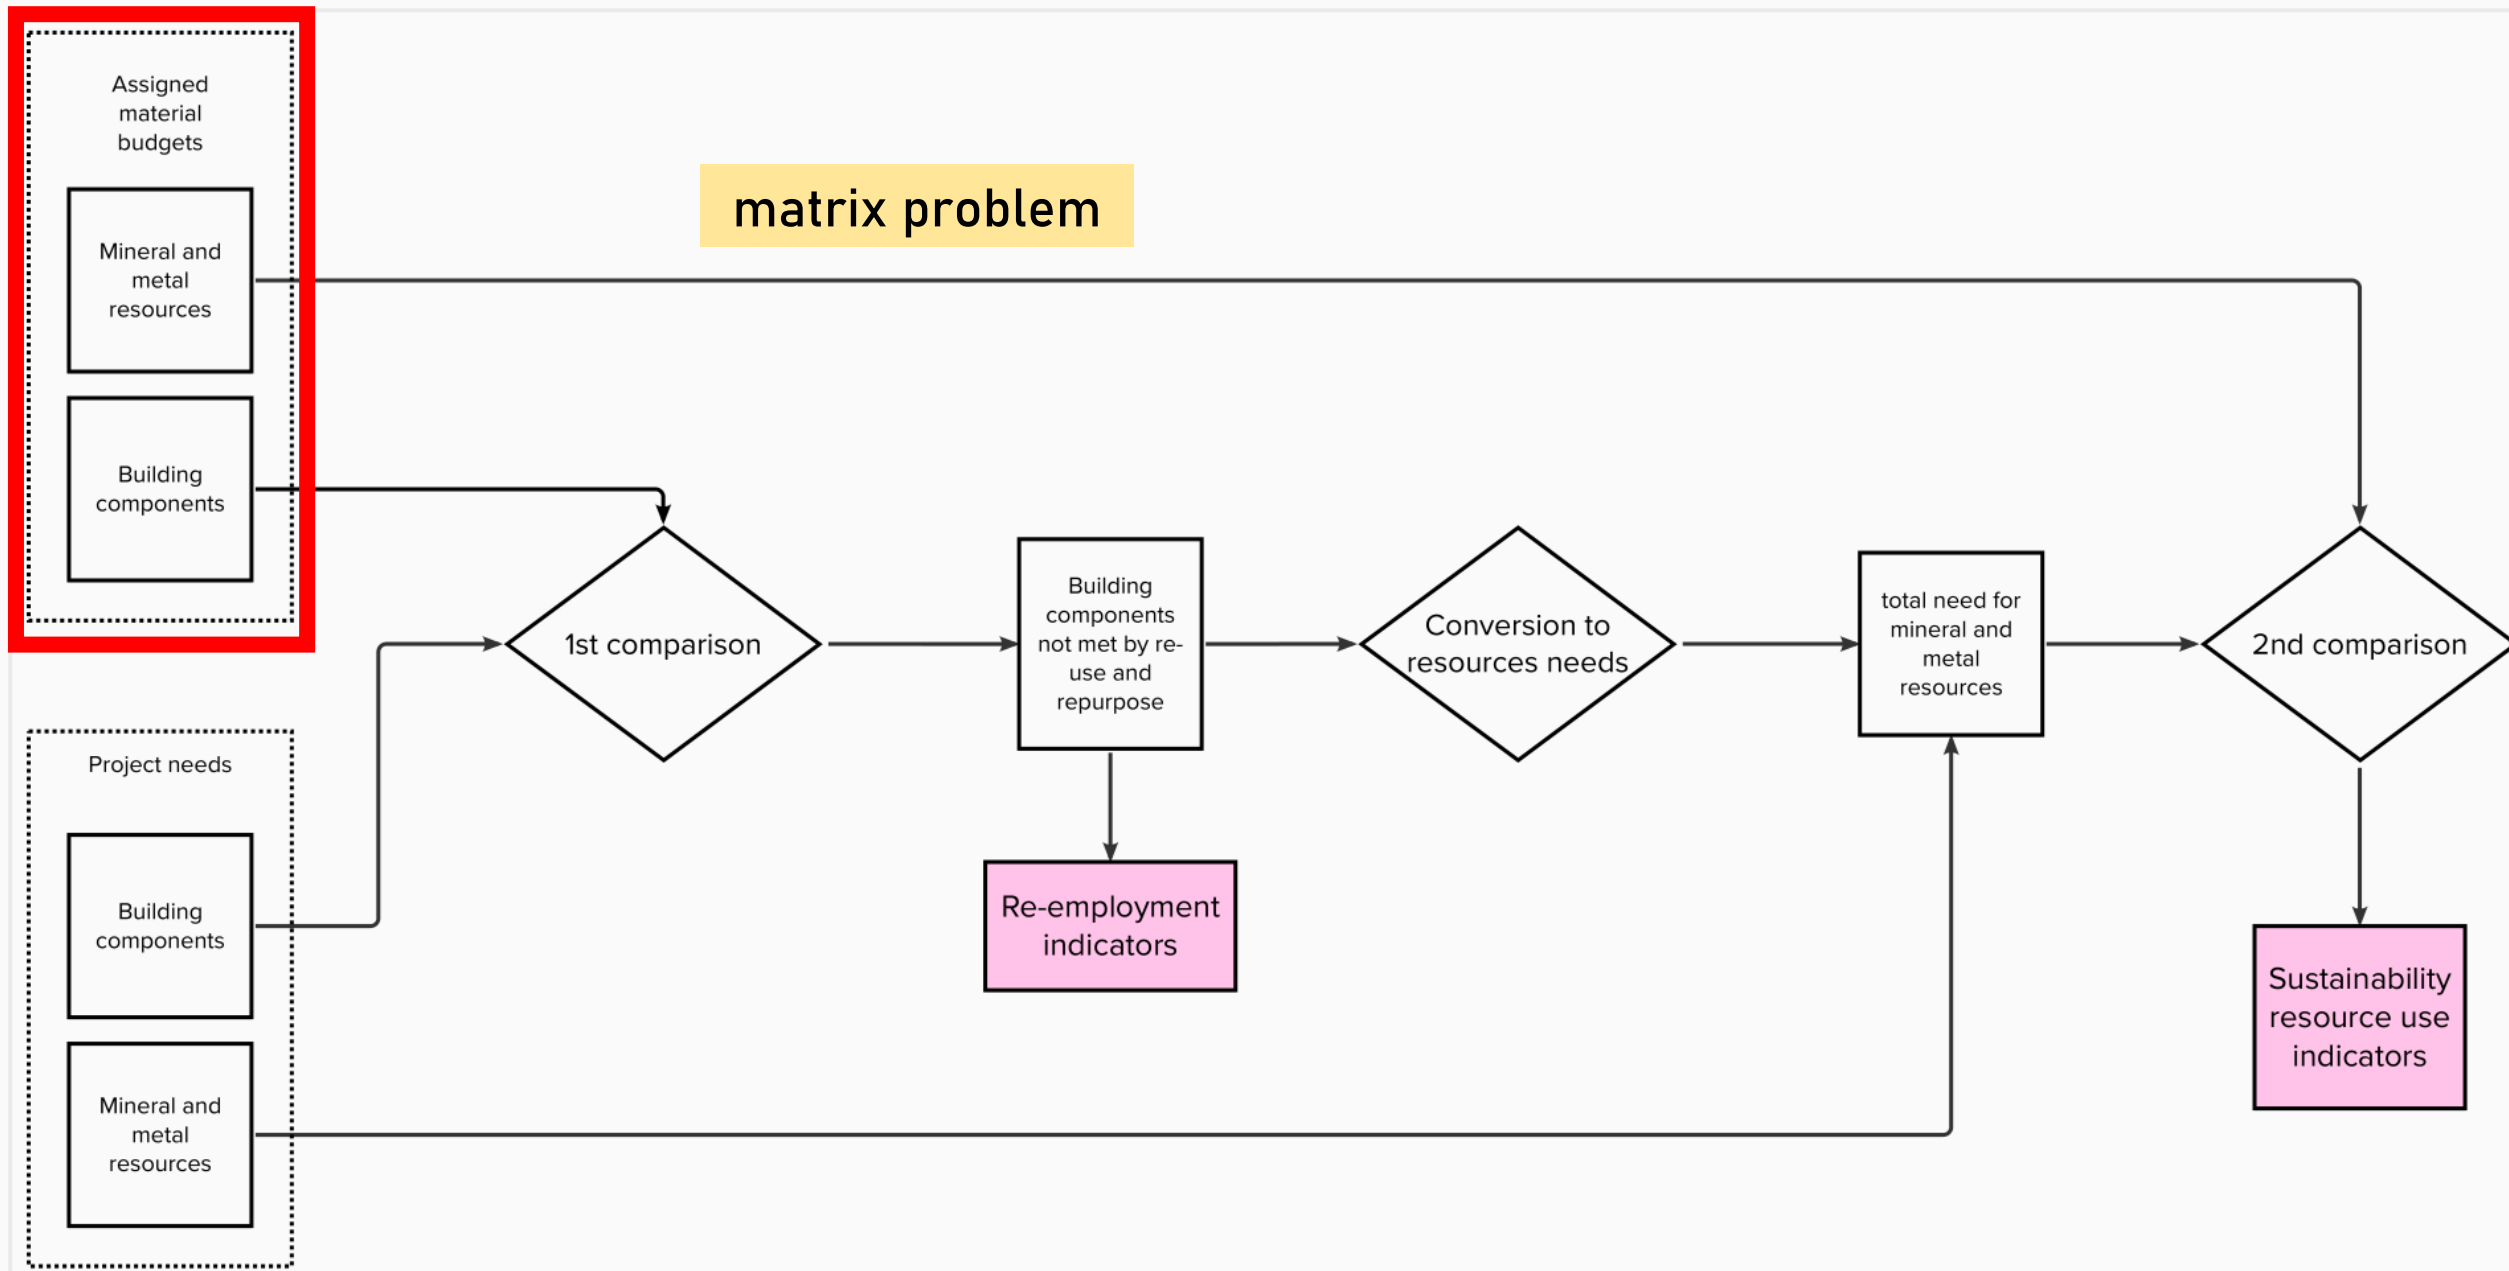 Assigned
material
budgets
matrix problem
Mineral and
metal
resources
Building
components
1st comparison
Building
components
not met by re-
use and
repurpose
Conversion to
resources needs
total need for
mineral and
metal
resources
2nd comparison
Project needs
Building
components
Re-employment
indicators
Sustainability
resource use
indicators
Mineral and
metal
resources